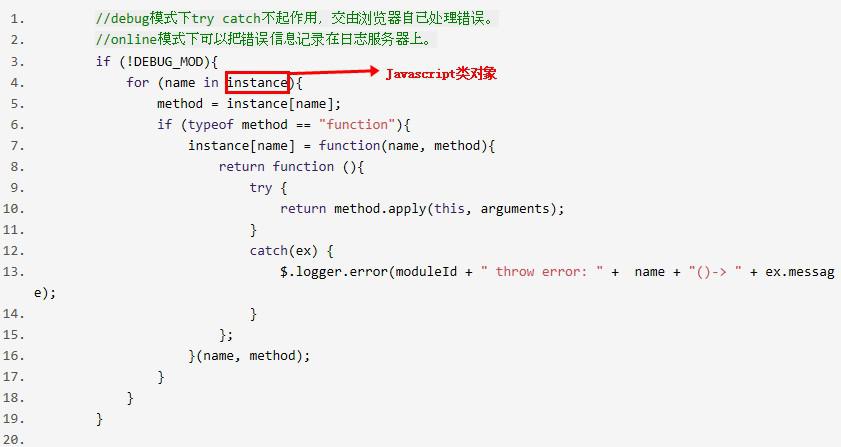 1. //debug模式下try catch不起作用，交由浏览器自已处理错误。
2. //online模式下可以把错误信息记录在日志服务器上。
3. if (!DEBUG_MOD){
4. for (name in instance){ Javascript类对象
5. method = instance[name];
6. if (typeof method == "function"){
7. instance[name] = function(name, method){
8. return function (){
9. try {
10. return method.apply(this, arguments);
11. }
12. catch(ex) {
13. $.logger.error(moduleId + " throw error: " + name + "()-> " + ex.messag
e);
14. }
15. };
16. }(name, method);
17. }
18. }
19. }
20.